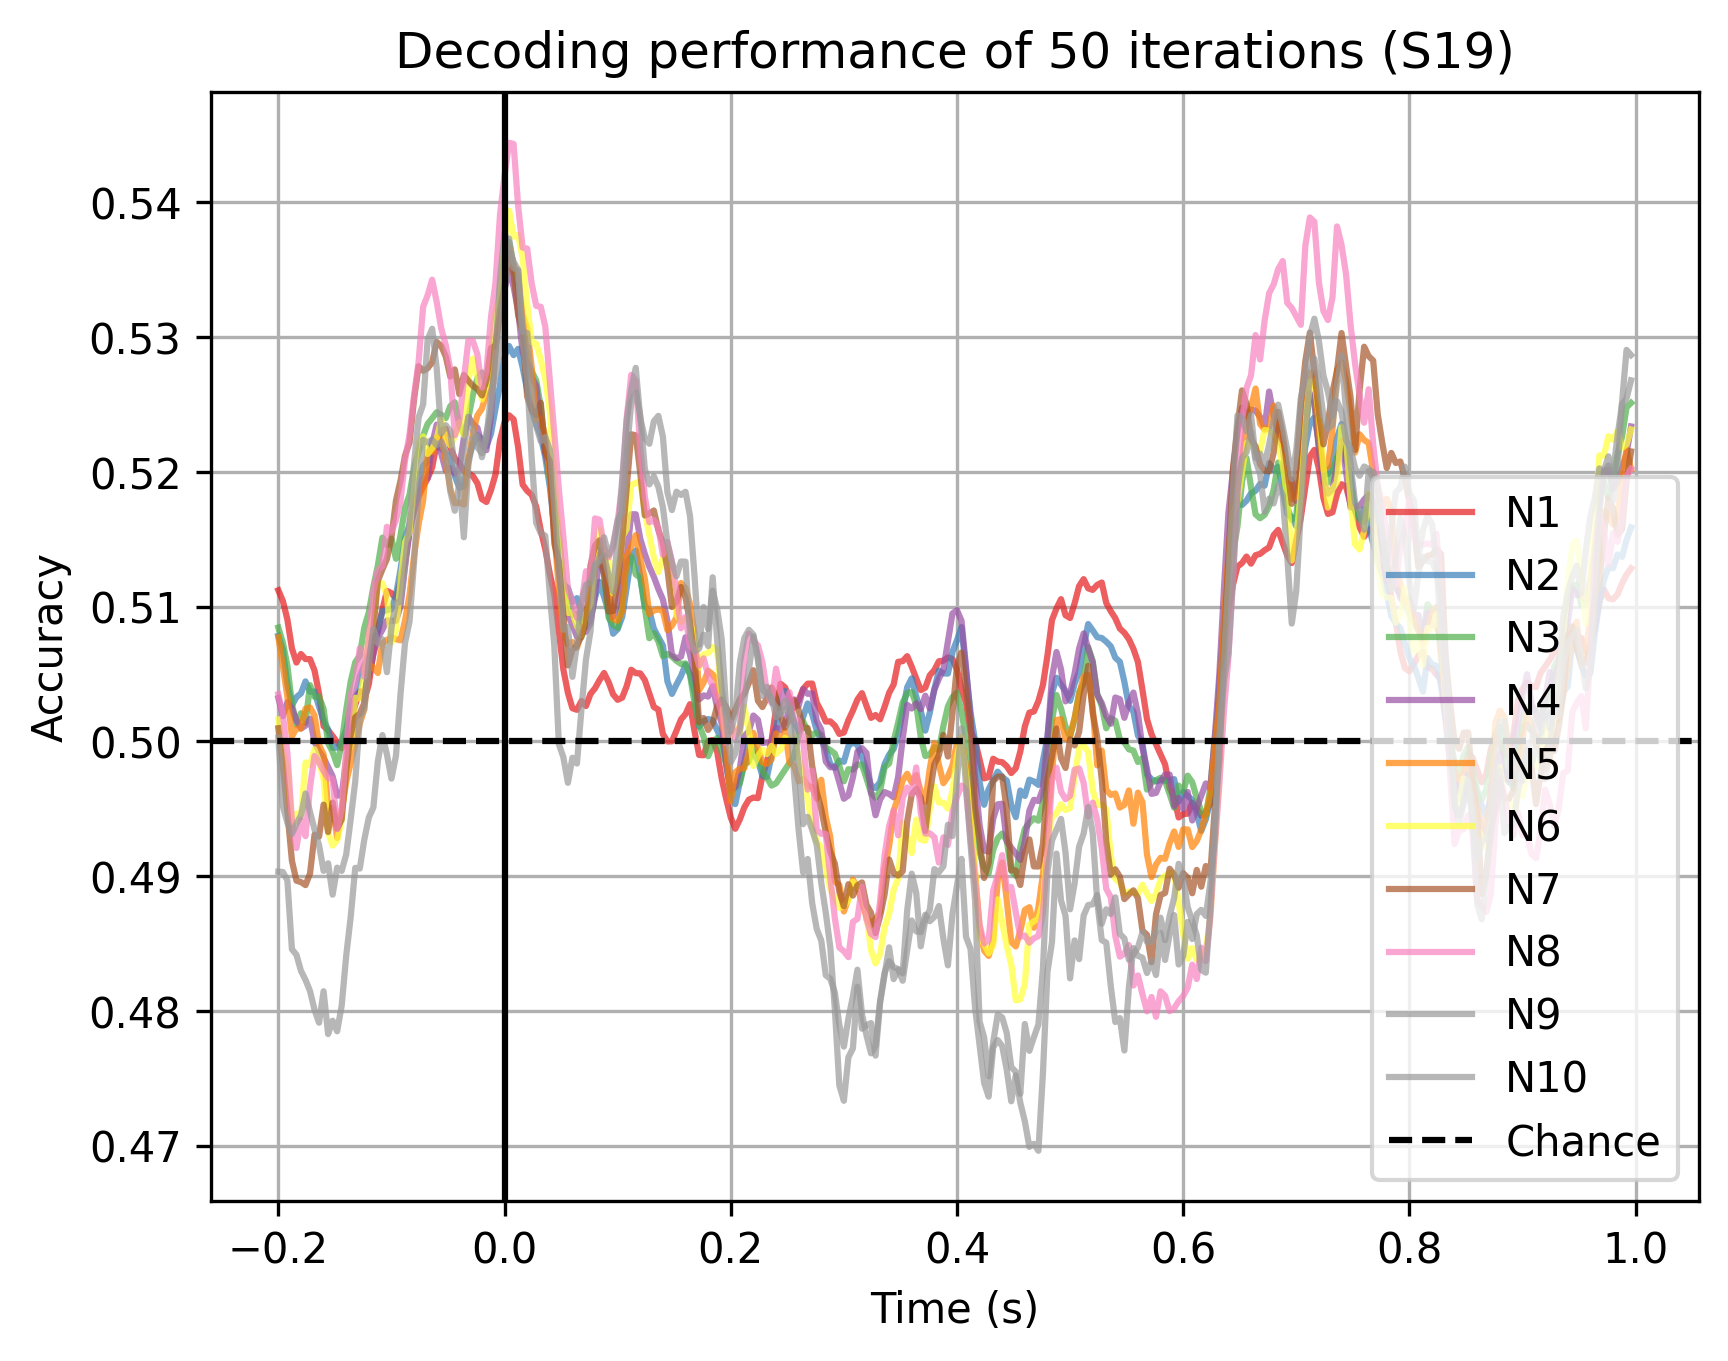 Decoding performance of 50 iterations (S19)
Accuracy
0.54
0.53
0.52
0.51
0.50
0.49
0.48
0.47
N1
N2
N3
N4
N5
N6
N7
N8
N9
N10
Chance
−0.2 0.0 0.2 0.4 0.6 0.8 1.0
Time (s)